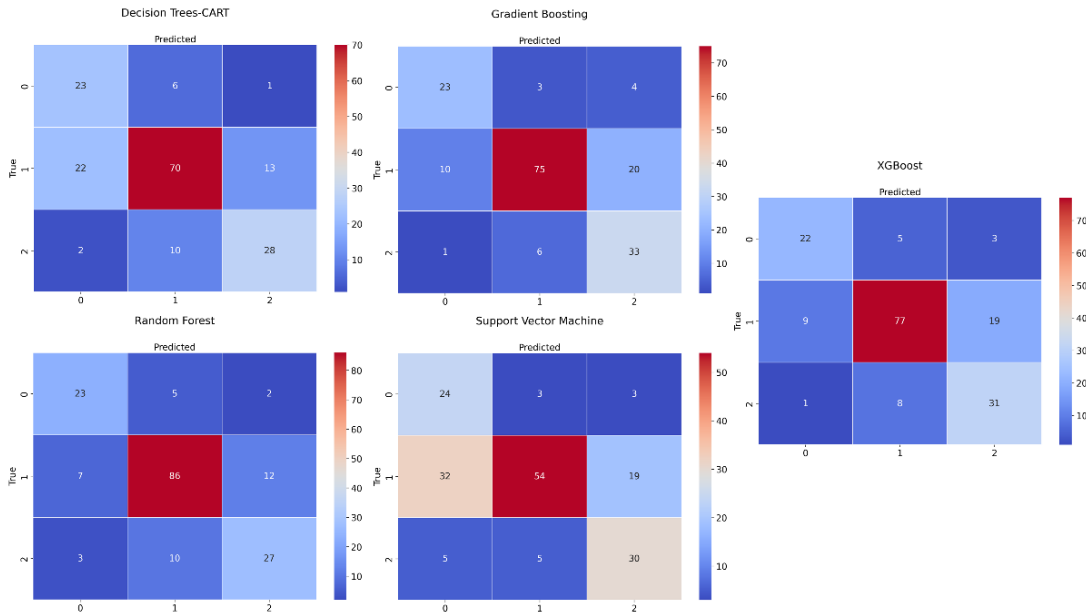 Decision Trees-CART
Predicted
True
0
1
2
23 6 1
22 70 13
2 10 28
0 1 2
70
60
50
40
30
20
10
Gradient Boosting
Predicted
True
0
1
2
23 3 4
10 75 20
1 6 33
0 1 2
70
60
50
40
30
20
10
Random Forest
Predicted
True
0
1
2
23 5 2
7 86 12
3 10 27
0 1 2
80
70
60
50
40
30
20
10
Support Vector Machine
Predicted
True
0
1
2
24 3 3
32 54 19
5 5 30
0 1 2
50
40
30
20
10
XGBoost
Predicted
True
0
1
2
22 5 3
9 77 19
1 8 31
0 1 2
70
60
50
40
30
20
10